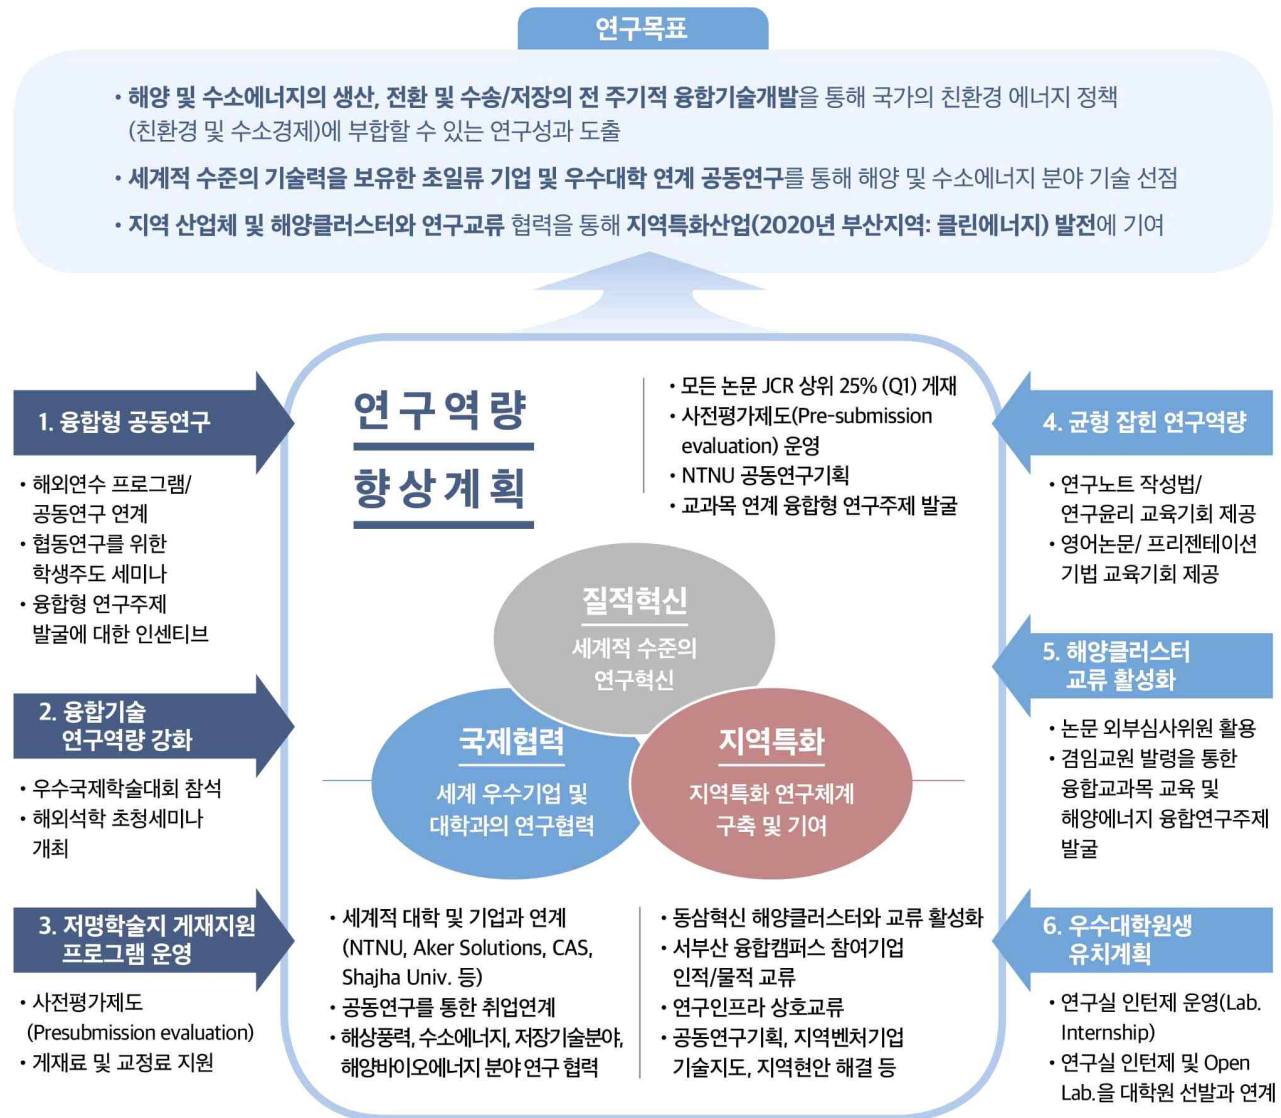 연구목표
• 해양 및 수소에너지의 생산, 전환 및 수송/저장의 전 주기적 융합기술개발을 통해 국가의 친환경 에너지 정책
(친환경 및 수소경제)에 부합할 수 있는 연구성과 도출
• 세계적 수준의 기술력을 보유한 초일류 기업 및 우수대학 연계 공동연구를 통해 해양 및 수소에너지 분야 기술 선점
• 지역 산업체 및 해양클러스터와 연구교류 협력을 통해 지역특화산업(2020년 부산지역: 클린에너지) 발전에 기여
1. 융합형 공동연구
• 해외연수 프로그램/
공동연구 연계
• 협동연구를 위한
학생주도 세미나
• 융합형 연구주제
발굴에 대한 인센티브
2. 융합기술
연구역량 강화
• 우수국제학술대회 참석
• 해외석학 초청세미나
개최
3. 저명학술지 게재지원
프로그램 운영
• 사전평가제도
(Presubmission evaluation)
• 게재료 및 교정료 지원
연구역량
향상계획
• 모든 논문 JCR 상위 25% (Q1) 게재
• 사전평가제도(Pre-submission
evaluation) 운영
• NTNU 공동연구기획
• 교과목 연계 융합형 연구주제 발굴
질적혁신
세계적 수준의
연구혁신
국제협력
세계 우수기업 및
대학과의 연구협력
지역특화
지역특화 연구체계
구축 및 기여
• 세계적 대학 및 기업과 연계
(NTNU, Aker Solutions, CAS,
Shajha Univ. 등)
• 공동연구를 통한 취업연계
• 해상풍력, 수소에너지, 저장기술분야,
해양바이오에너지 분야 연구 협력
• 동삼혁신 해양클러스터와 교류 활성화
• 서부산 융합캠퍼스 참여기업
인적/물적 교류
• 연구인프라 상호교류
• 공동연구기획, 지역벤처기업
기술지도, 지역현안 해결 등
4. 균형 잡힌 연구역량
• 연구노트 작성법/
연구윤리 교육기회 제공
• 영어논문/ 프리젠테이션
기법 교육기회 제공
5. 해양클러스터
교류 활성화
• 논문 외부심사위원 활용
• 겸임교원 발령을 통한
융합교과목 교육 및
해양에너지 융합연구주제
발굴
6. 우수대학원생
유치계획
• 연구실 인턴제 운영(Lab.
Internship)
• 연구실 인턴제 및 Open
Lab.을 대학원 선발과 연계